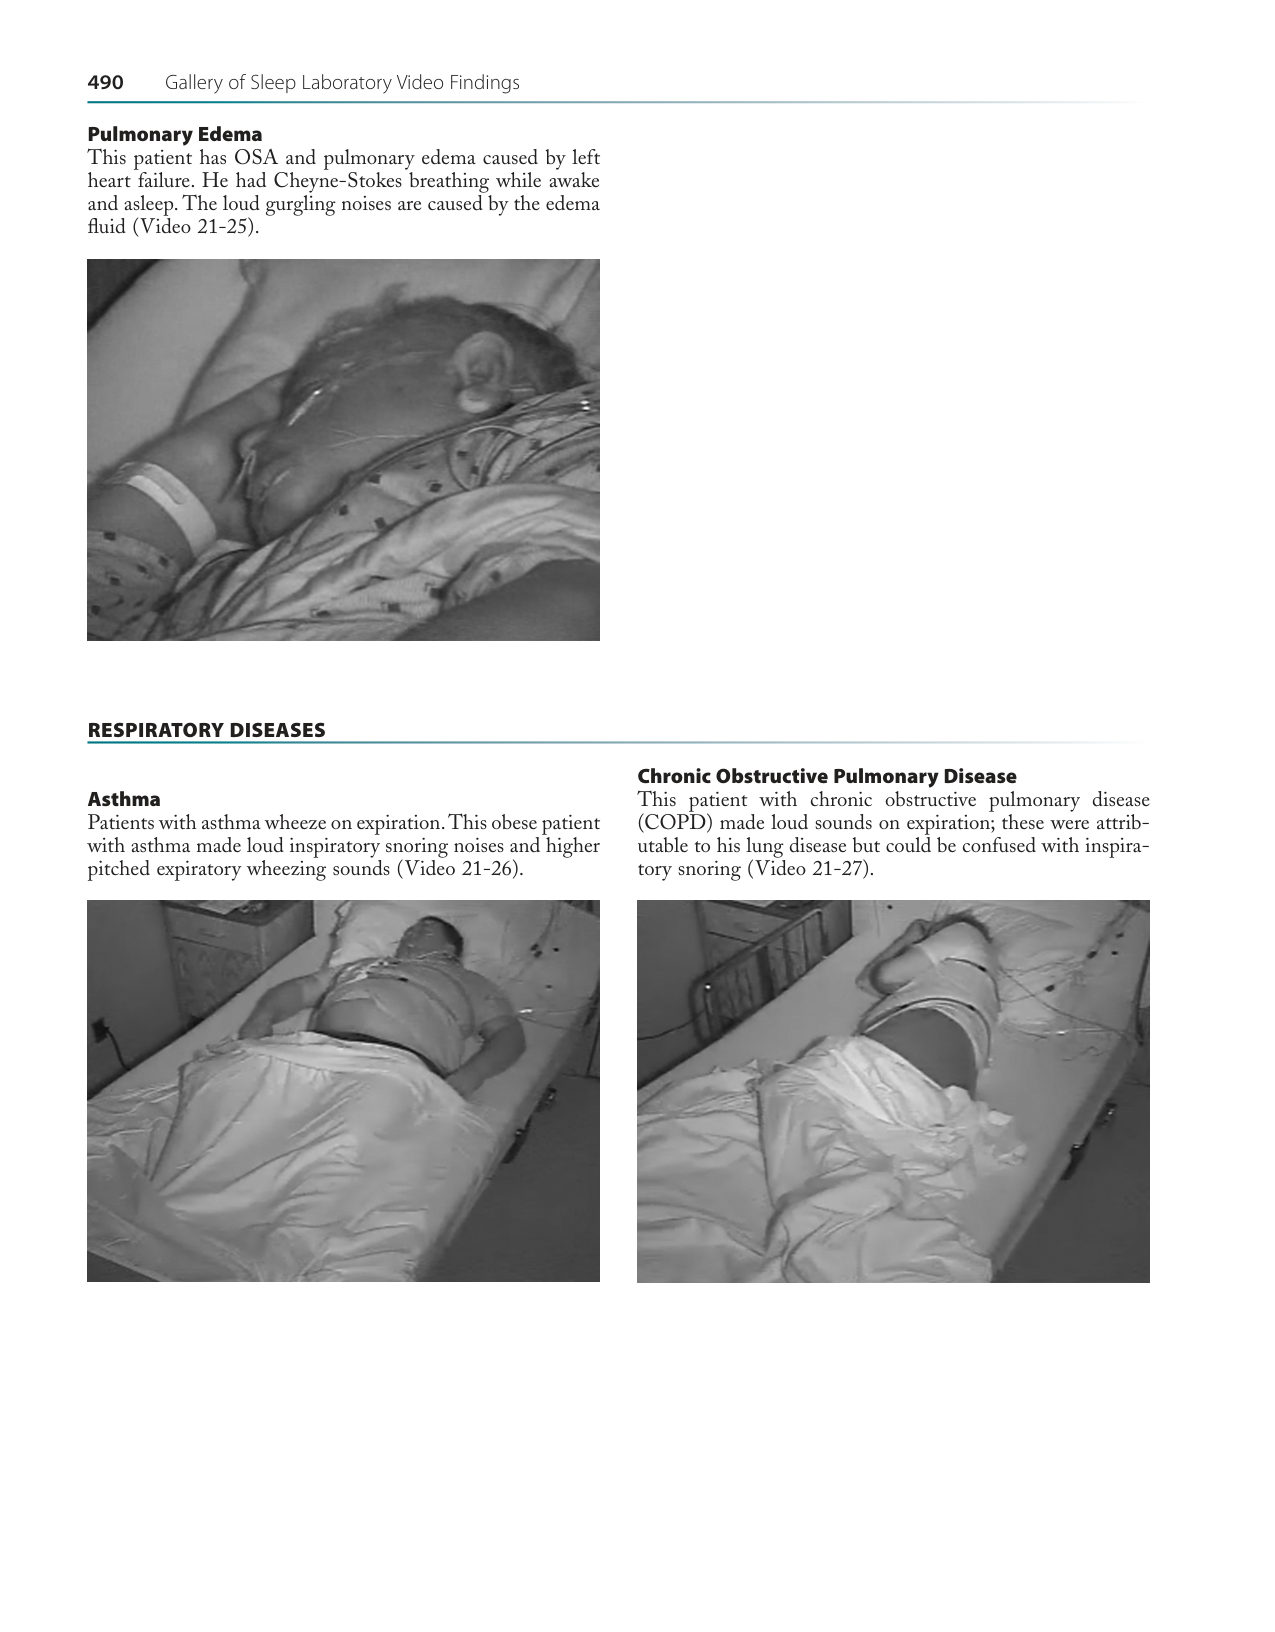 490 Gallery of Sleep Laboratory Video Findings
Pulmonary Edema
This patient has OSA and pulmonary edema caused by left
heart failure. He had Cheyne-Stokes breathing while awake
and asleep. The loud gurgling noises are caused by the edema
fluid (Video 21-25).
RESPIRATORY DISEASES
Asthma
Patients with asthma wheeze on expiration. This obese patient
with asthma made loud inspiratory snoring noises and higher
pitched expiratory wheezing sounds (Video 21-26).
Chronic Obstructive Pulmonary Disease
This patient with chronic obstructive pulmonary disease
(COPD) made loud sounds on expiration; these were attrib-
utable to his lung disease but could be confused with inspira-
tory snoring (Video 21-27).